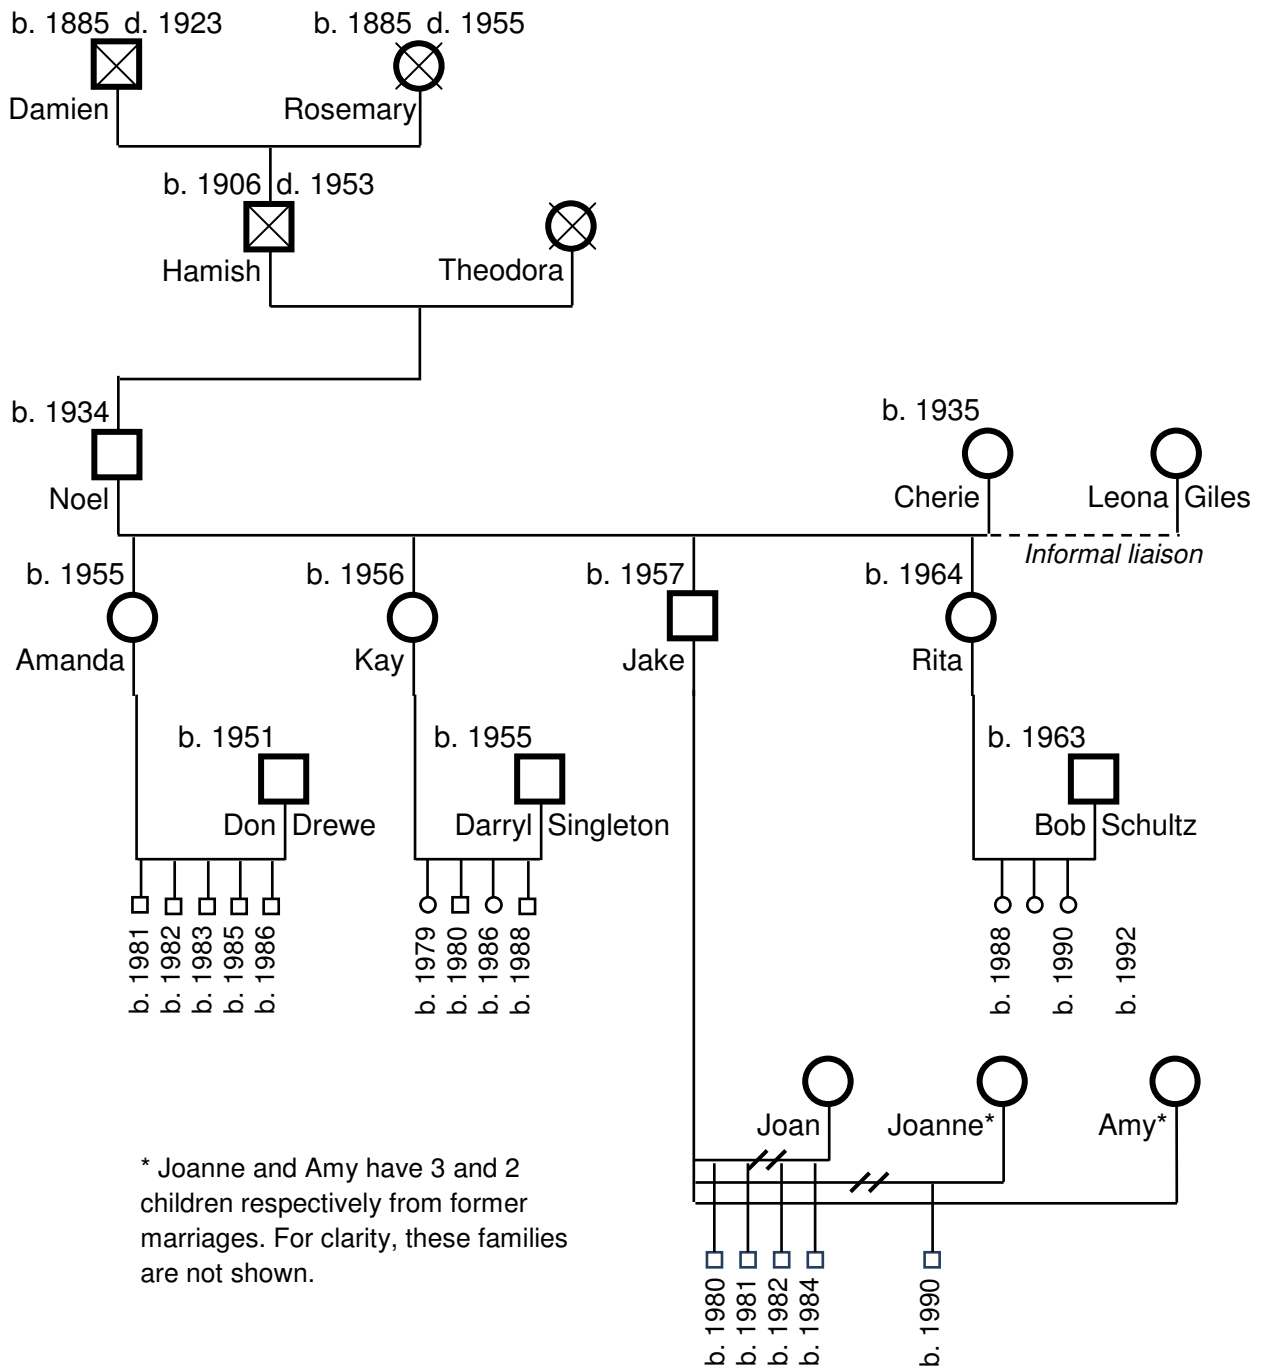 b. 1885 d. 1923 b. 1885 d. 1955
Damien Rosemary
b. 1906 d. 1953
Hamish Theodora
b. 1934 b. 1935
Noel Cherie Leona Giles
Informal liaison
b. 1955 b. 1956 b. 1957 b. 1964
Amanda Kay Jake Rita
b. 1951 b. 1955 b. 1963
Don Drewe Darryl Singleton Bob Schultz
b. 1981
b. 1982
b. 1983
b. 1985
b. 1986
b. 1979
b. 1980
b. 1986
b. 1988
b. 1988
b. 1990
b. 1992
Joan Joanne* Amy*
* Joanne and Amy have 3 and 2
children respectively from former
marriages. For clarity, these families
are not shown.
b. 1980
b. 1981
b. 1982
b. 1984
b. 1990